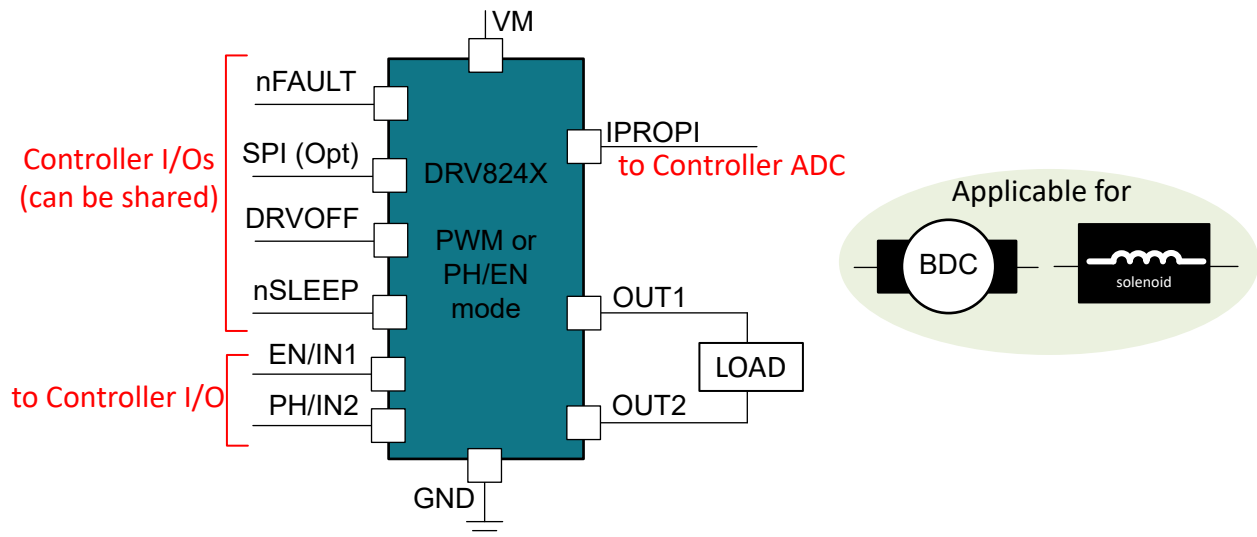 VM
nFAULT
SPI (Opt)
DRVOFF
nSLEEP
EN/IN1
PH/IN2
Controller I/Os
(can be shared)
to Controller I/O
DRV824X
PWM or
PH/EN
mode
IPROPI
to Controller ADC
OUT1
LOAD
OUT2
GND
Applicable for
BDC
solenoid